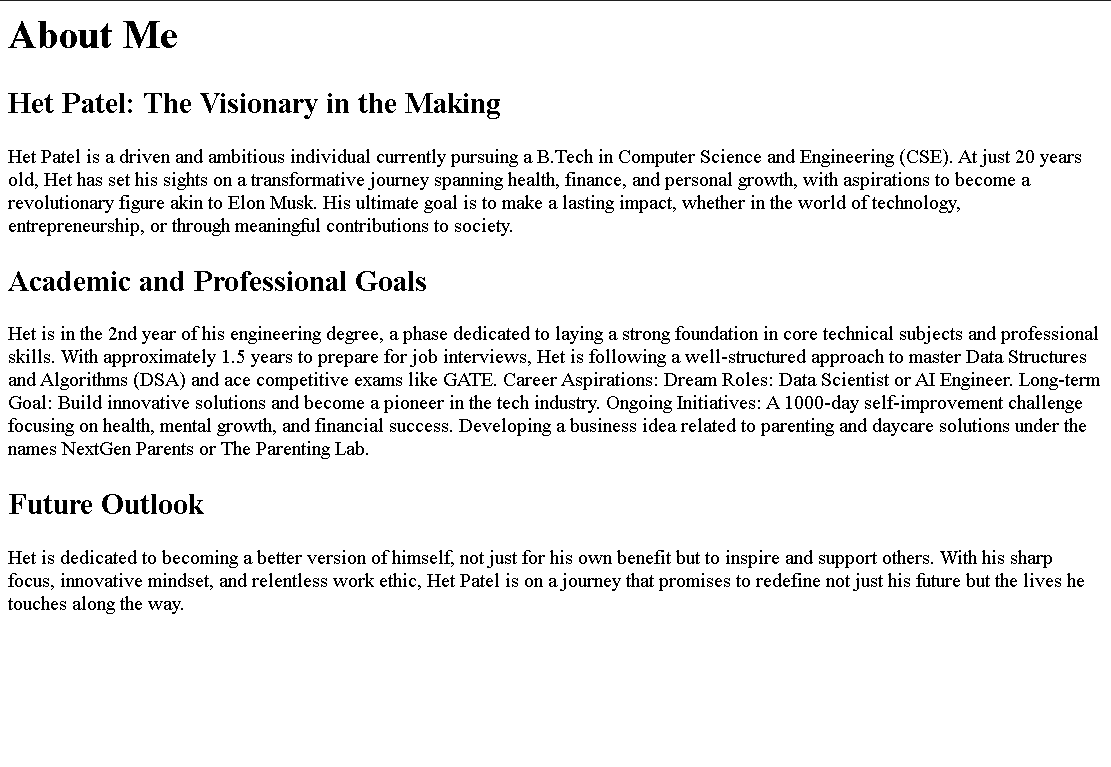 About Me
Het Patel: The Visionary in the Making
Het Patel is a driven and ambitious individual currently pursuing a B.Tech in Computer Science and Engineering (CSE). At just 20 years
old, Het has set his sights on a transformative journey spanning health, finance, and personal growth, with aspirations to become a
revolutionary figure akin to Elon Musk. His ultimate goal is to make a lasting impact, whether in the world of technology,
entrepreneurship, or through meaningful contributions to society.
Academic and Professional Goals
Het is in the 2nd year of his engineering degree, a phase dedicated to laying a strong foundation in core technical subjects and professional
skills. With approximately 1.5 years to prepare for job interviews, Het is following a well-structured approach to master Data Structures
and Algorithms (DSA) and ace competitive exams like GATE. Career Aspirations: Dream Roles: Data Scientist or AI Engineer. Long-term
Goal: Build innovative solutions and become a pioneer in the tech industry. Ongoing Initiatives: A 1000-day self-improvement challenge
focusing on health, mental growth, and financial success. Developing a business idea related to parenting and daycare solutions under the
names NextGen Parents or The Parenting Lab.
Future Outlook
Het is dedicated to becoming a better version of himself, not just for his own benefit but to inspire and support others. With his sharp
focus, innovative mindset, and relentless work ethic, Het Patel is on a journey that promises to redefine not just his future but the lives he
touches along the way.